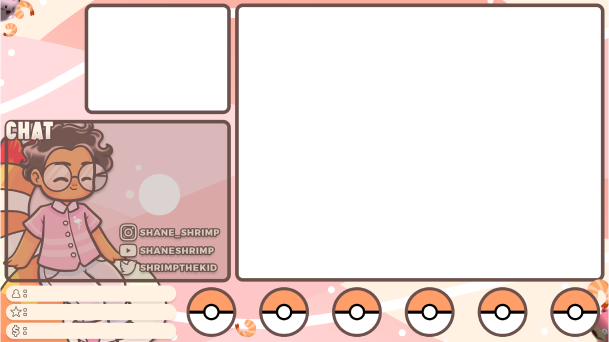 CHAT
SHANE_SHRIMP
SHANESHRIMP
SHRIMPTHEKID
:
:
: